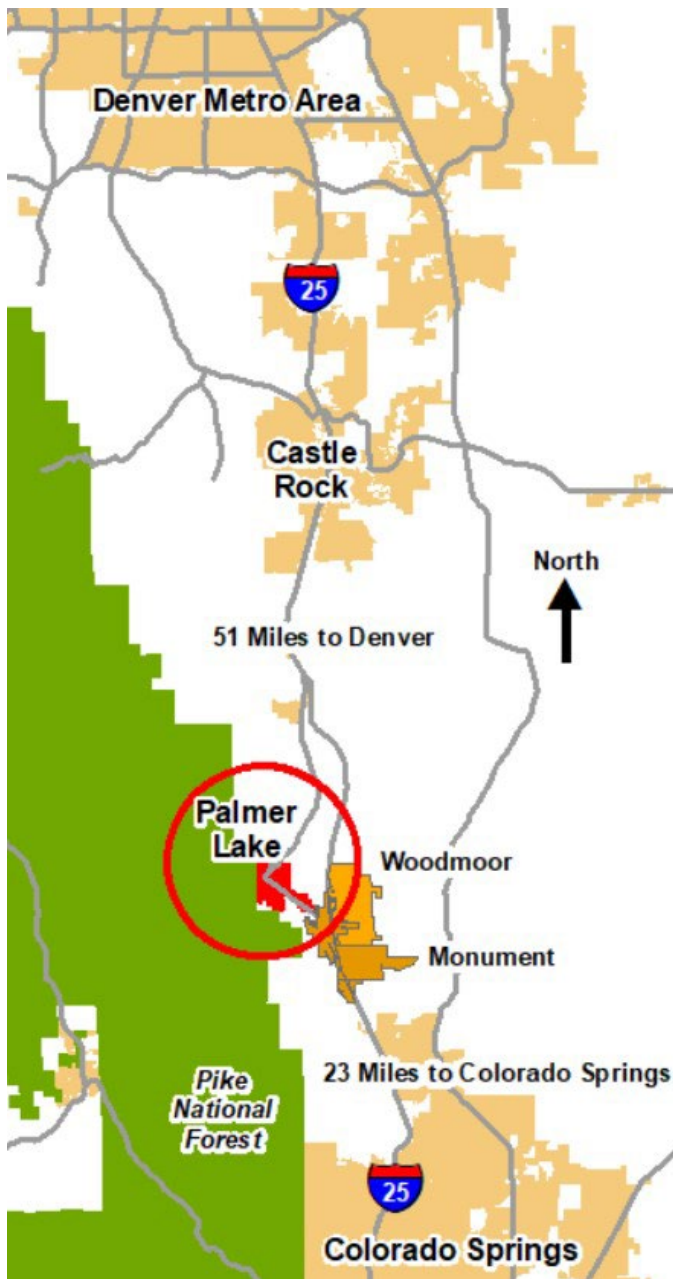 Denver Metro Area
25
Castle
Rock
North
51 Miles to Denver
Palmer
Lake
Woodmoor
Monument
23 Miles to Colorado Springs
Pike
National
Forest
25
Colorado Springs